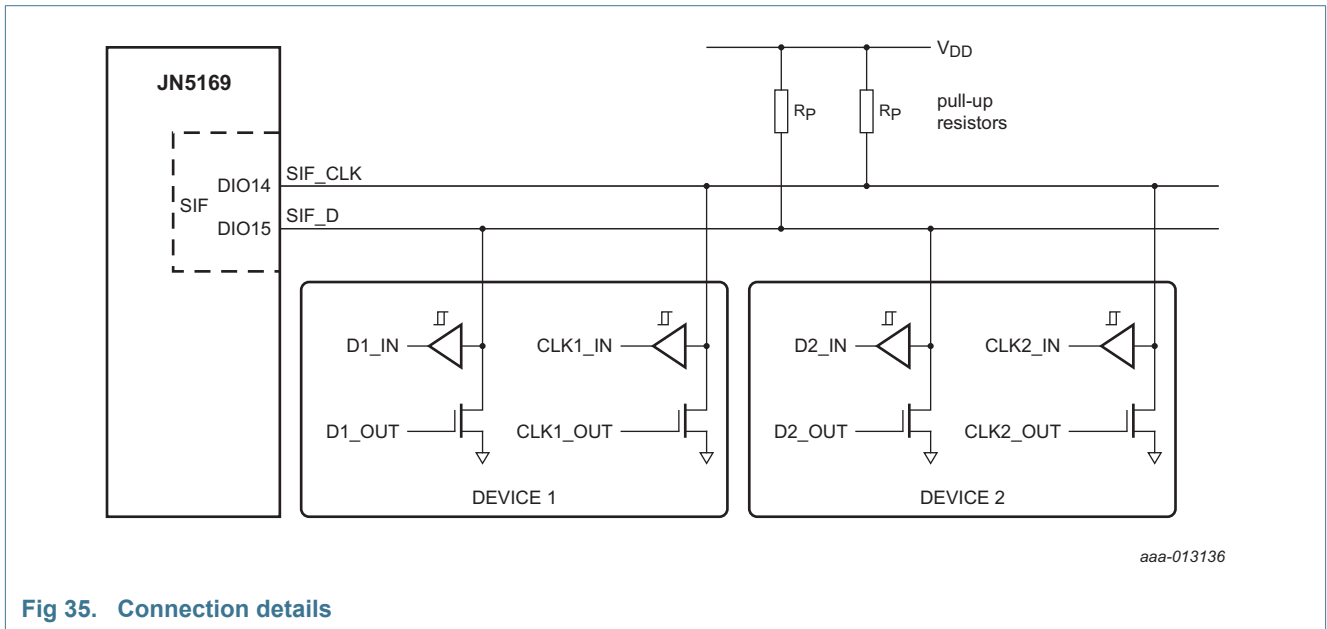 JN5169
VDD
RP
RP
pull-up
resistors
SIF_CLK
DIO14
SIF
SIF_D
DIO15
D1_IN
CLK1_IN
D2_IN
CLK2_IN
D1_OUT
CLK1_OUT
D2_OUT
CLK2_OUT
DEVICE 1
DEVICE 2
aaa-013136
Fig 35. Connection details